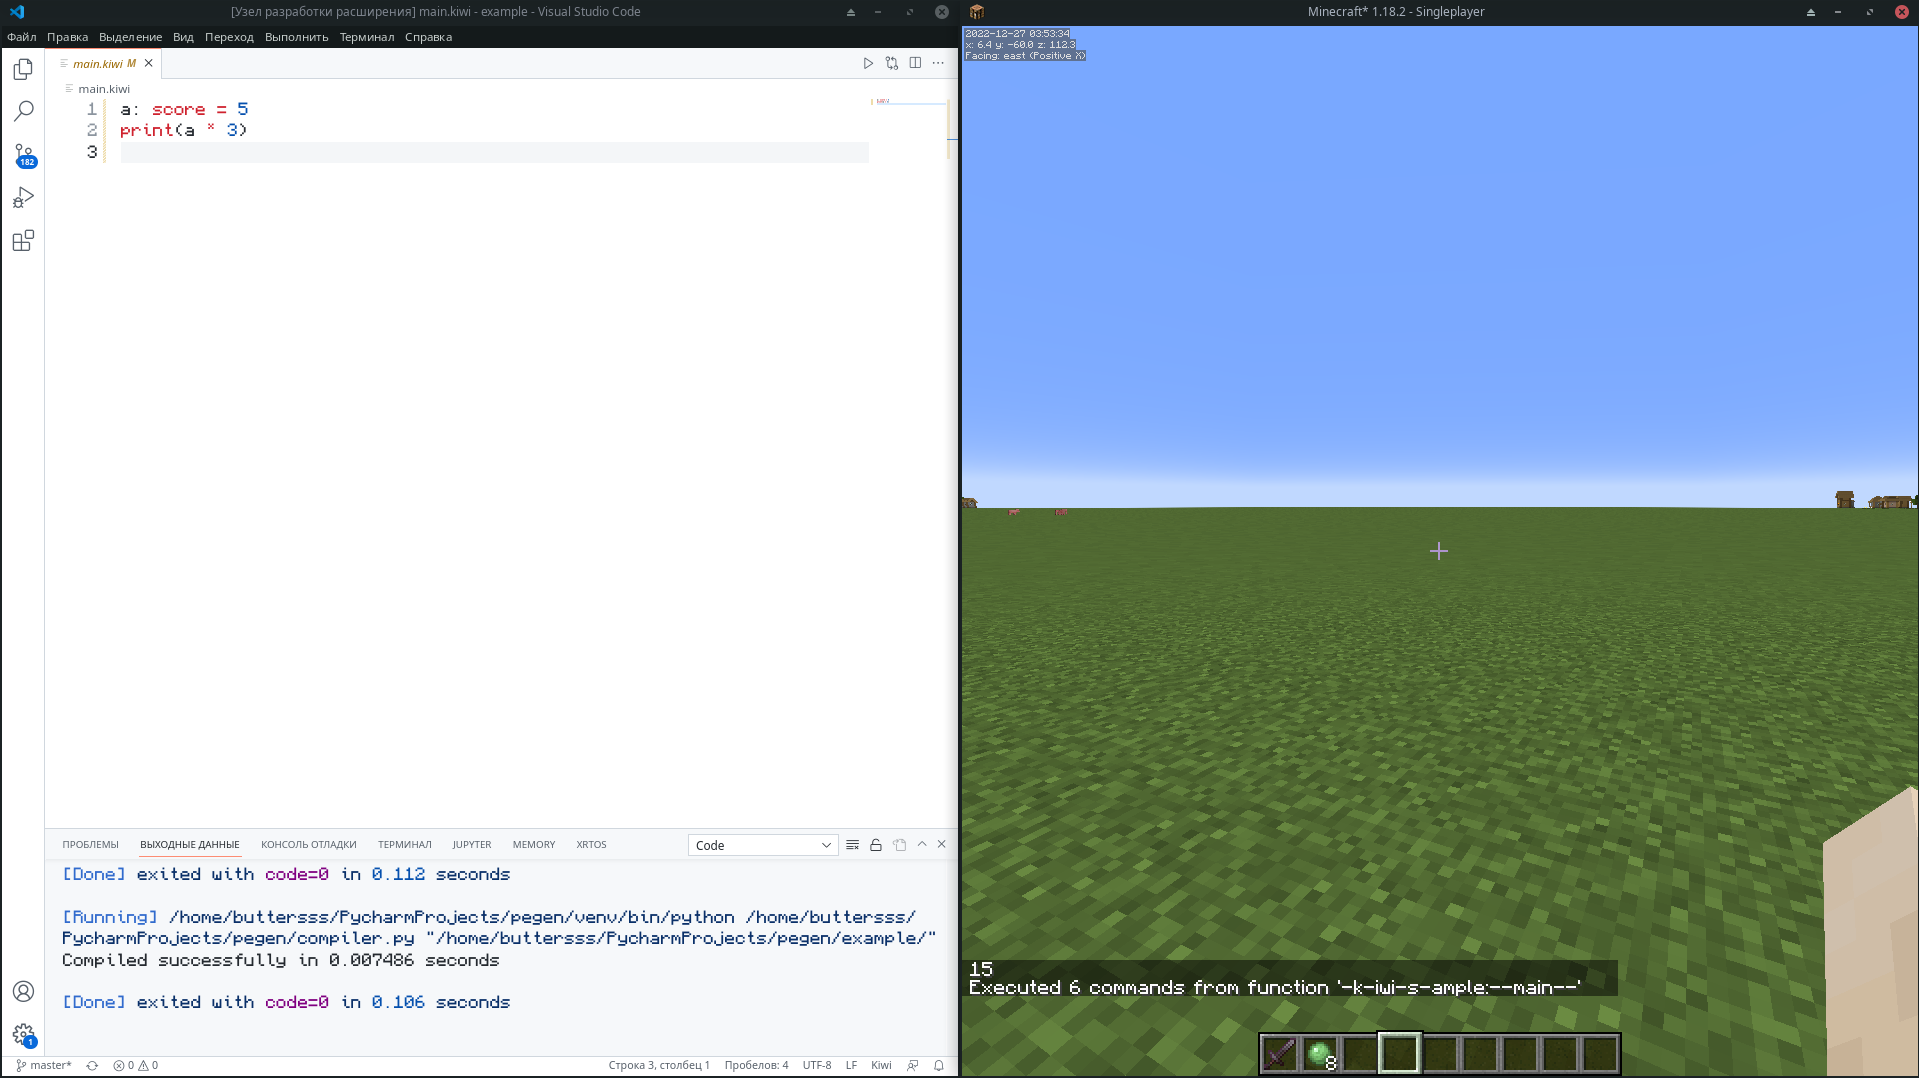 [Узел разработки расширения] main.kiwi - example - Visual Studio Code
Файл Правка Выделение Вид Переход Выполнить Терминал Справка
main.kiwi M
main.kiwi
1 a: score = 5
2 print(a * 3)
3
182
ПРОБЛЕМЫ ВЫХОДНЫЕ ДАННЫЕ КОНСОЛЬ ОТЛАДКИ ТЕРМИНАЛ JUPYTER MEMORY XRTOS
Code
[Done] exited with code=0 in 0.112 seconds
[Running] /home/buttersss/PycharmProjects/pegen/venv/bin/python /home/buttersss/
PycharmProjects/pegen/compiler.py "/home/buttersss/PycharmProjects/pegen/example/"
Compiled successfully in 0.007486 seconds
[Done] exited with code=0 in 0.106 seconds
1
master* 0 0 Строка 3, столбец 1 Пробелов: 4 UTF-8 LF Kiwi
Minecraft* 1.18.2 - Singleplayer
2022-12-27 03:53:34
x: 6.4 y: -60.0 z: 112.3
Facing: east (Positive X)
15
Executed 6 commands from function '-k-iwi-s-ample:--main--'
8